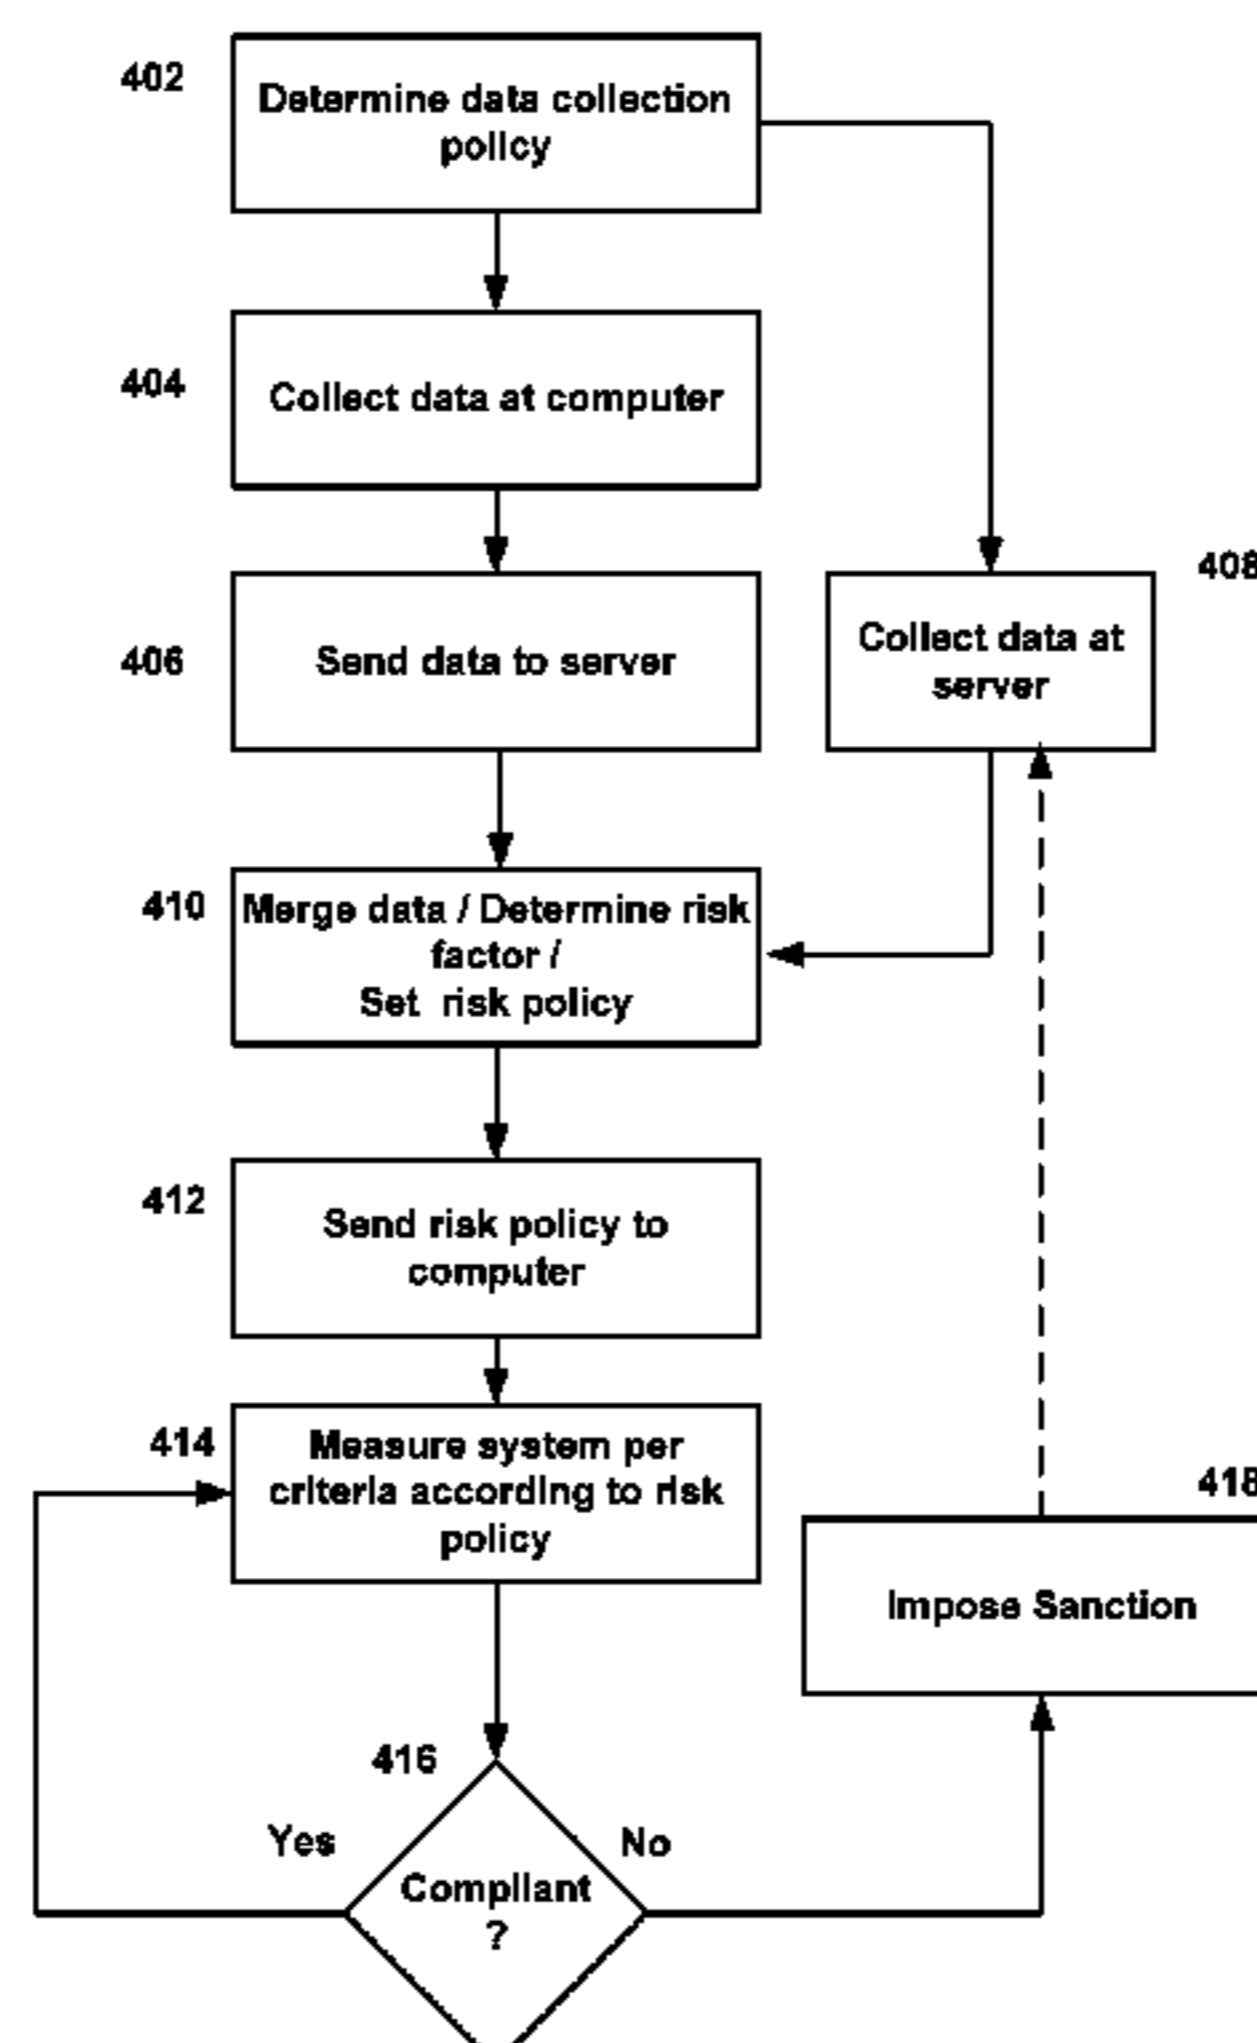 402
Determine data collection
policy
404
Collect data at computer
406
Send data to server
408
Collect data at
server
410
Merge data / Determine risk
factor /
Set risk policy
412
Send risk policy to
computer
414
Measure system per
criteria according to risk
policy
418
Impose Sanction
416
Yes
No
Compliant
?